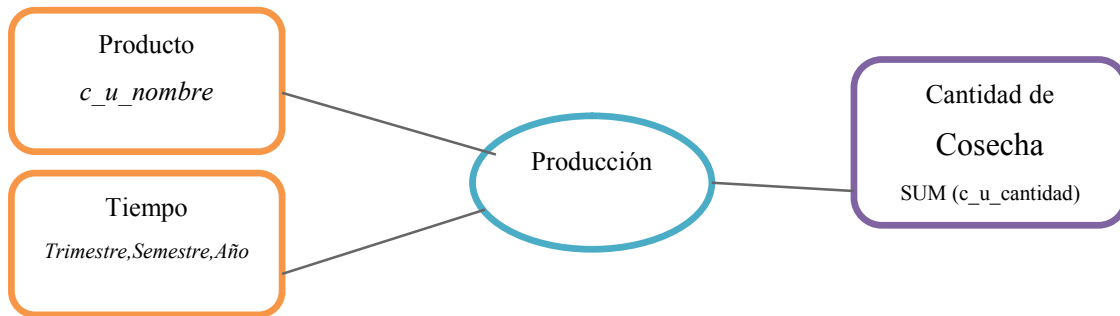 Producto
c_u_nombre
Tiempo
Trimestre,Semestre,Año
Producción
Cantidad de
Cosecha
SUM (c_u_cantidad)